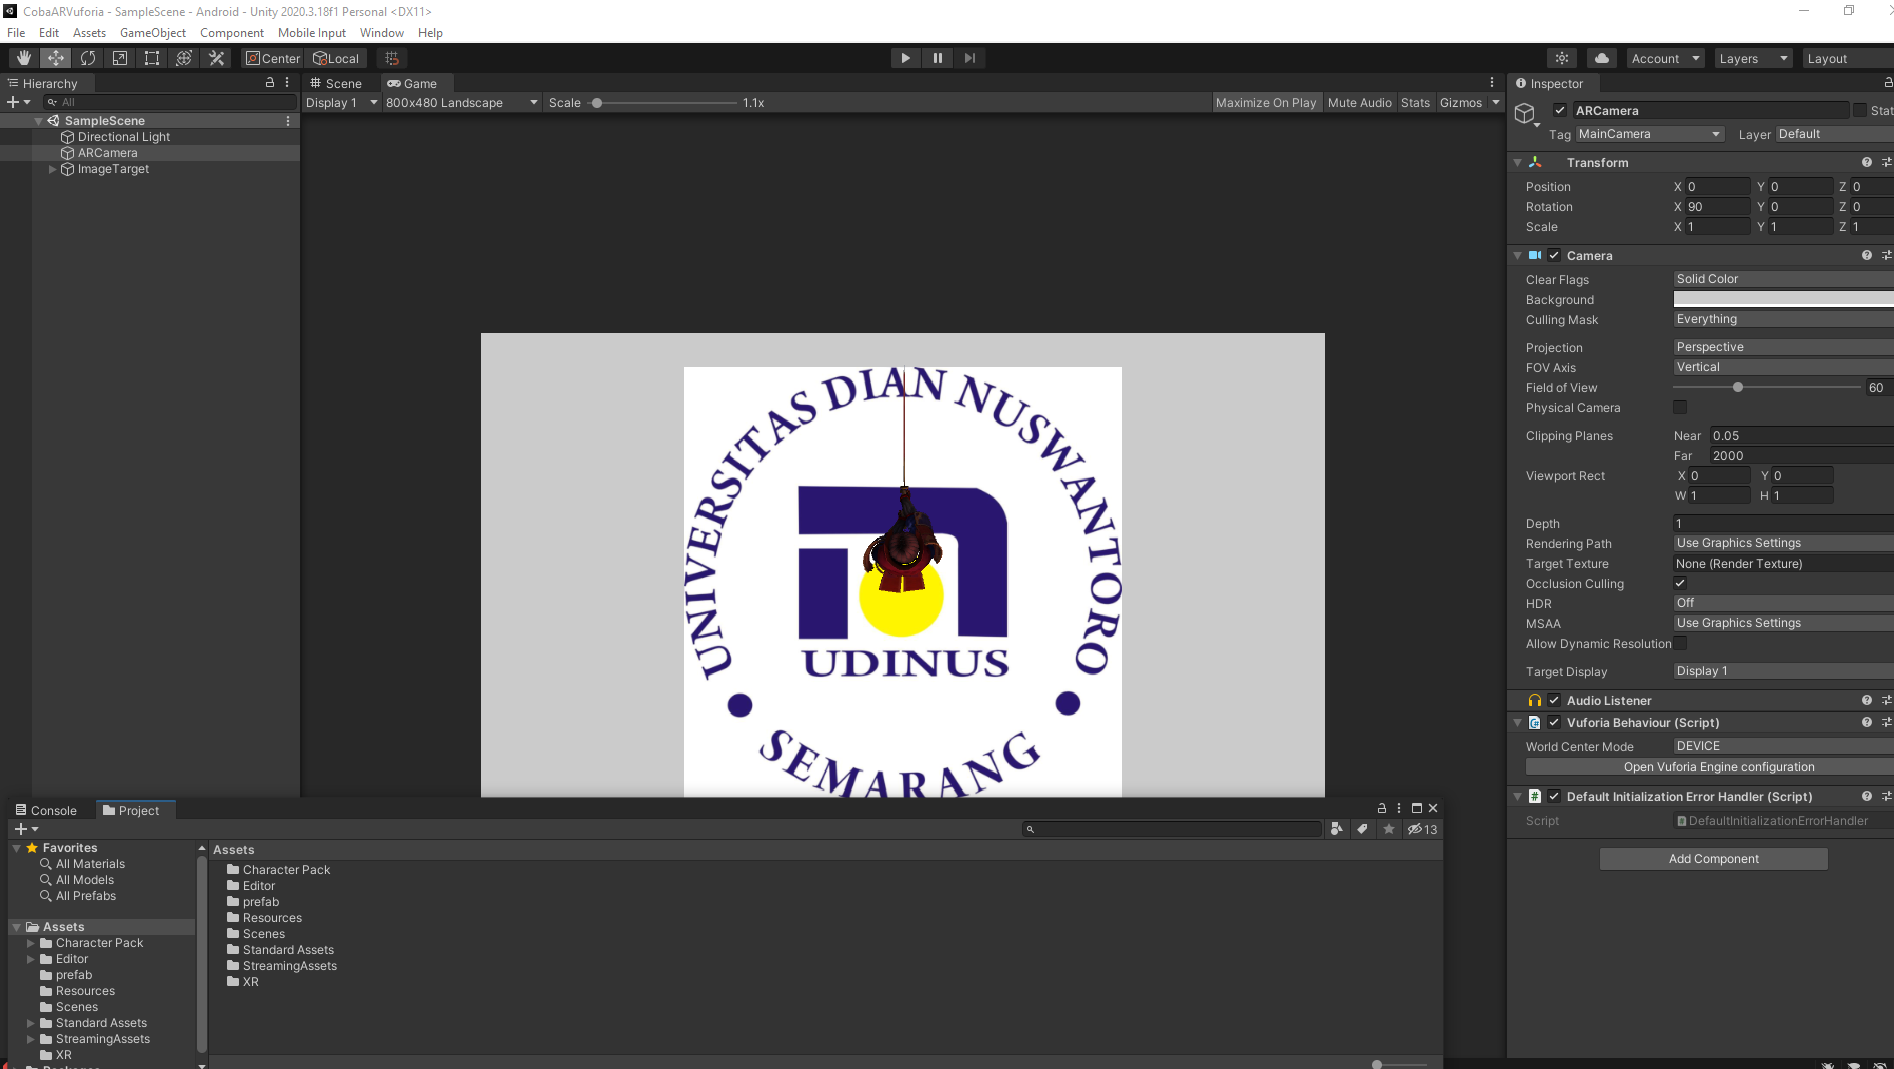 CobaARVuforia - SampleScene - Android - Unity 2020.3.18f1 Personal <DX11>
File Edit Assets GameObject Component Mobile Input Window Help
Center Local Account Layers Layout
Hierarchy
All
SampleScene
Directional Light
ARCamera
ImageTarget
Scene Game
Display 1 800x480 Landscape Scale 1.1x Maximize On Play Mute Audio Stats Gizmos
UNIVERSITAS DIAN NUSWANTORO
UDINUS
SEMARANG
Inspector
ARCamera Stat
Tag MainCamera Layer Default
Transform
Position X 0 Y 0 Z 0
Rotation X 90 Y 0 Z 0
Scale X 1 Y 1 Z 1
Camera
Clear Flags Solid Color
Background
Culling Mask Everything
Projection Perspective
FOV Axis Vertical
Field of View 60
Physical Camera
Clipping Planes Near 0.05
Far 2000
Viewport Rect X 0 Y 0
W 1 H 1
Depth 1
Rendering Path Use Graphics Settings
Target Texture None (Render Texture)
Occlusion Culling
HDR Off
MSAA Use Graphics Settings
Allow Dynamic Resolution
Target Display Display 1
Audio Listener
Vuforia Behaviour (Script)
World Center Mode DEVICE
Open Vuforia Engine configuration
Default Initialization Error Handler (Script)
Script DefaultInitializationErrorHandler
Add Component
Console Project
13
Favorites
All Materials
All Models
All Prefabs
Assets
Character Pack
Editor
prefab
Resources
Scenes
Standard Assets
StreamingAssets
XR
Assets
Character Pack
Editor
prefab
Resources
Scenes
Standard Assets
StreamingAssets
XR